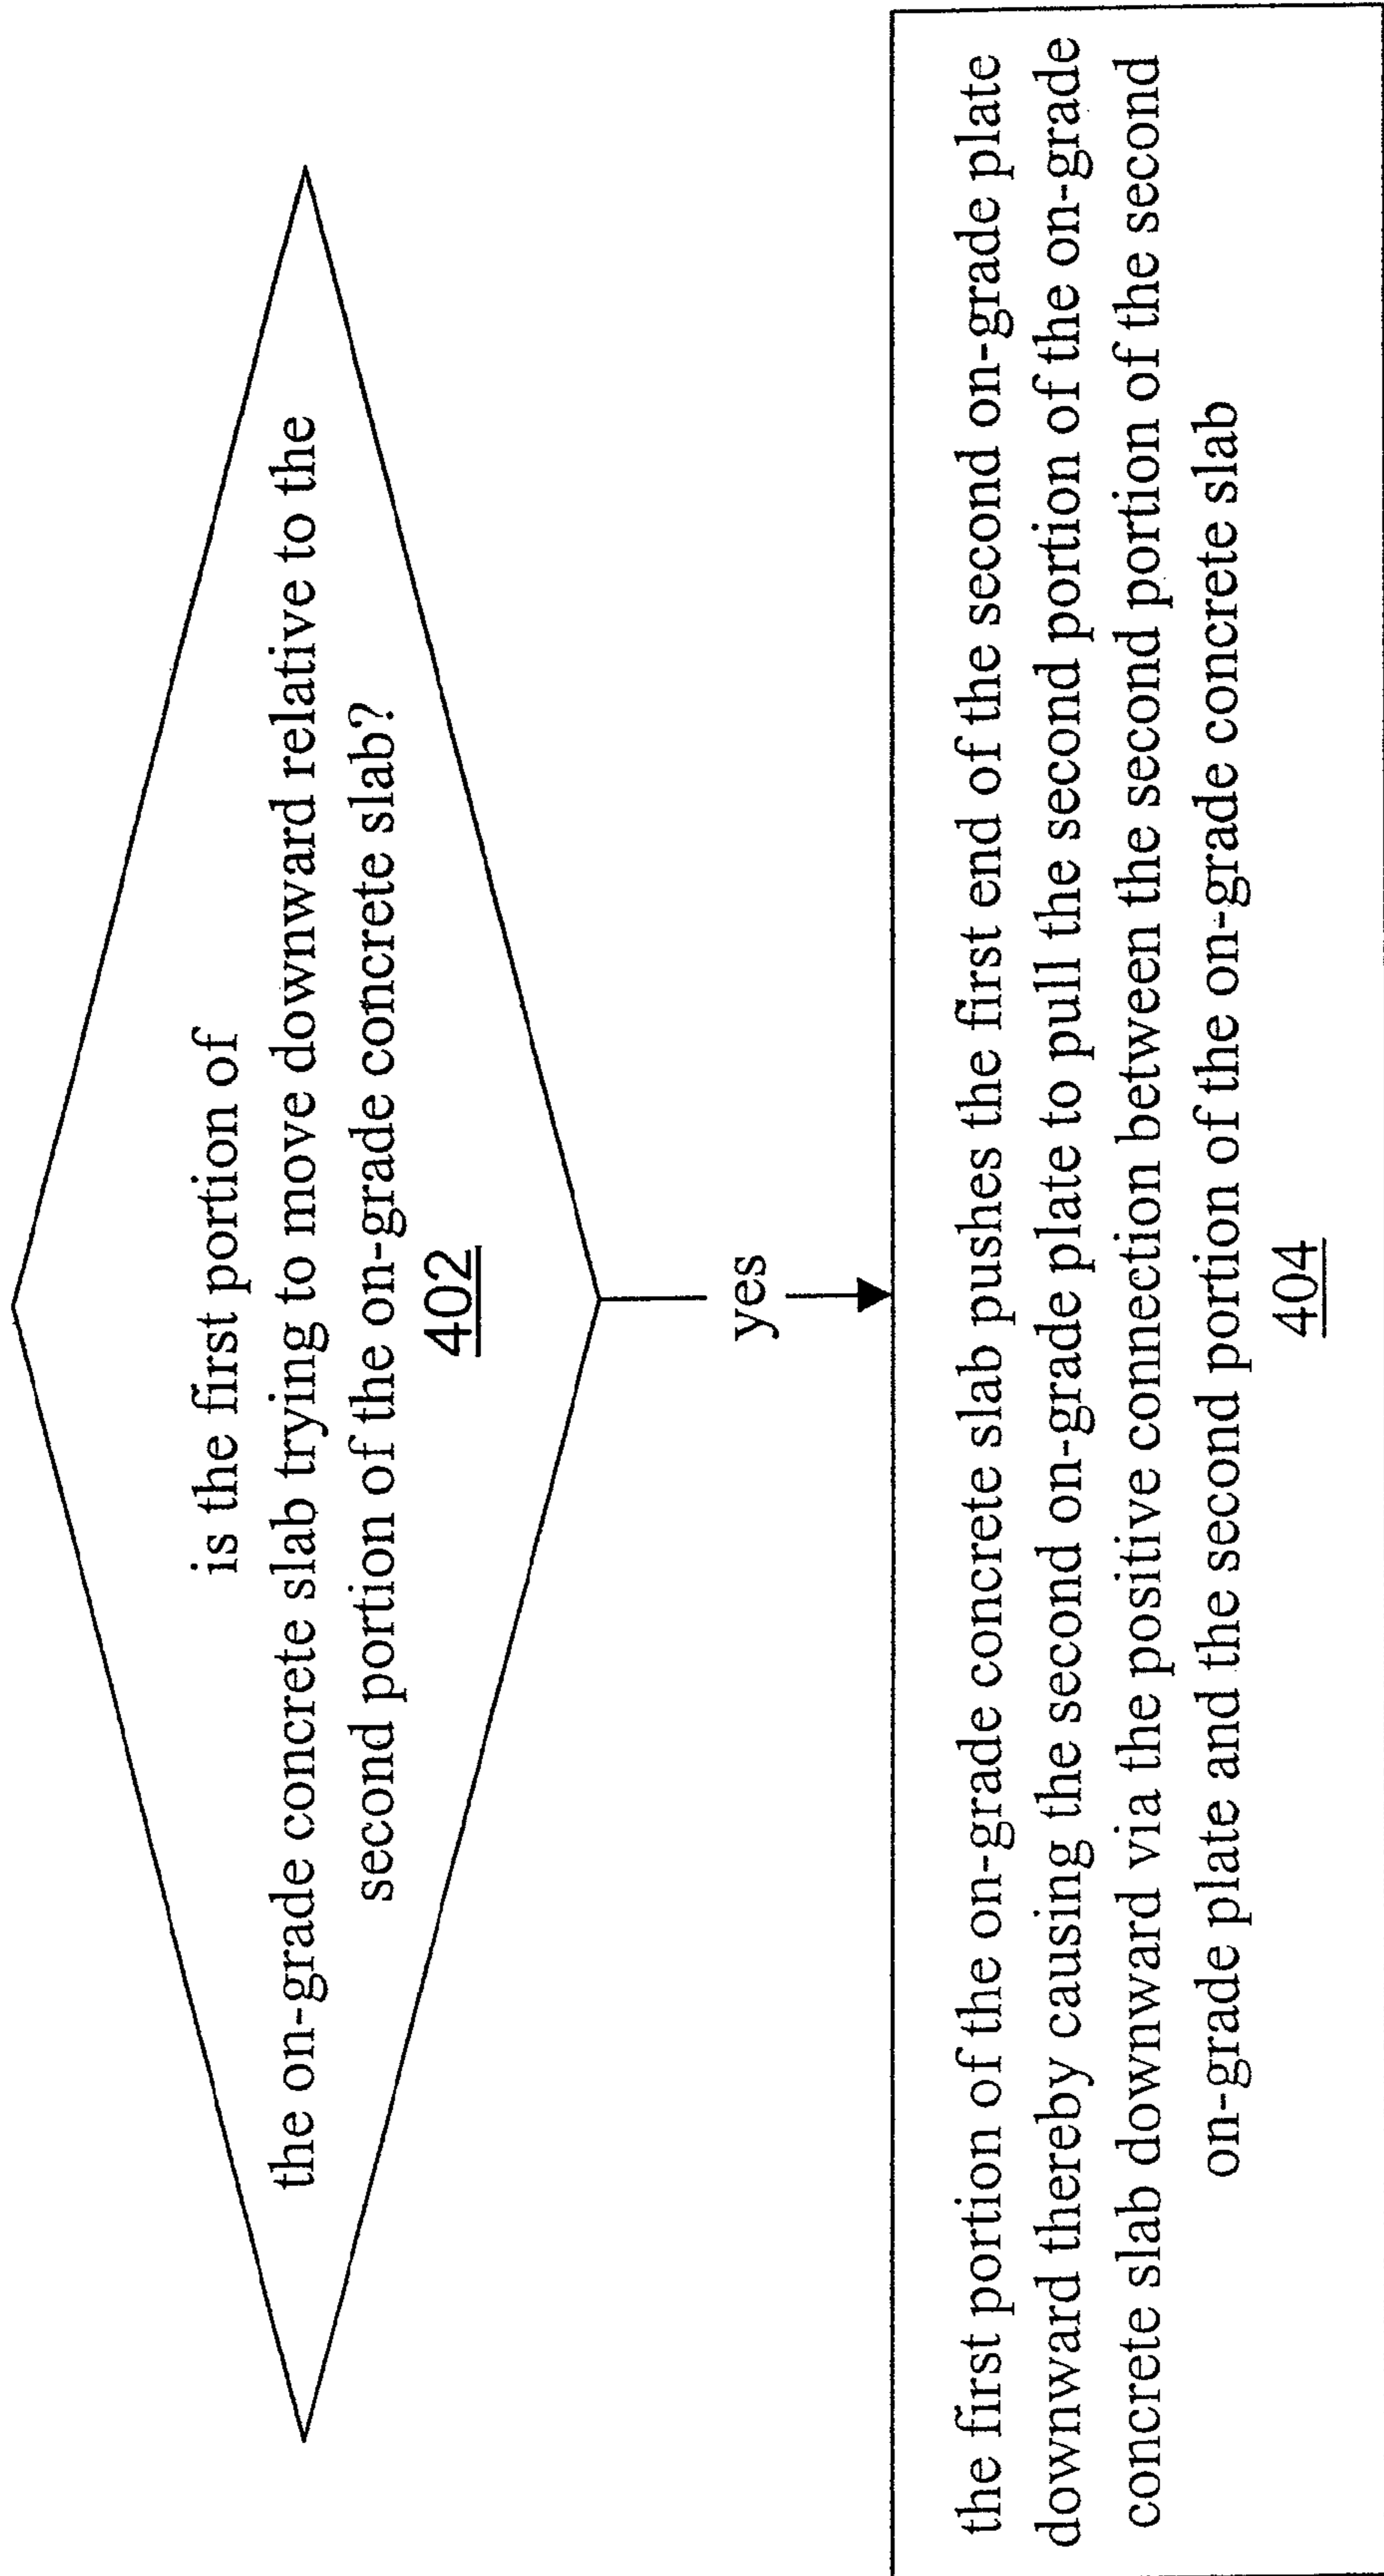 is the first portion of
the on-grade concrete slab trying to move downward relative to the
second portion of the on-grade concrete slab?
402
yes
the first portion of the on-grade concrete slab pushes the first end of the second on-grade plate
downward thereby causing the second on-grade plate to pull the second portion of the on-grade
concrete slab downward via the positive connection between the second portion of the second
on-grade plate and the second portion of the on-grade concrete slab
404